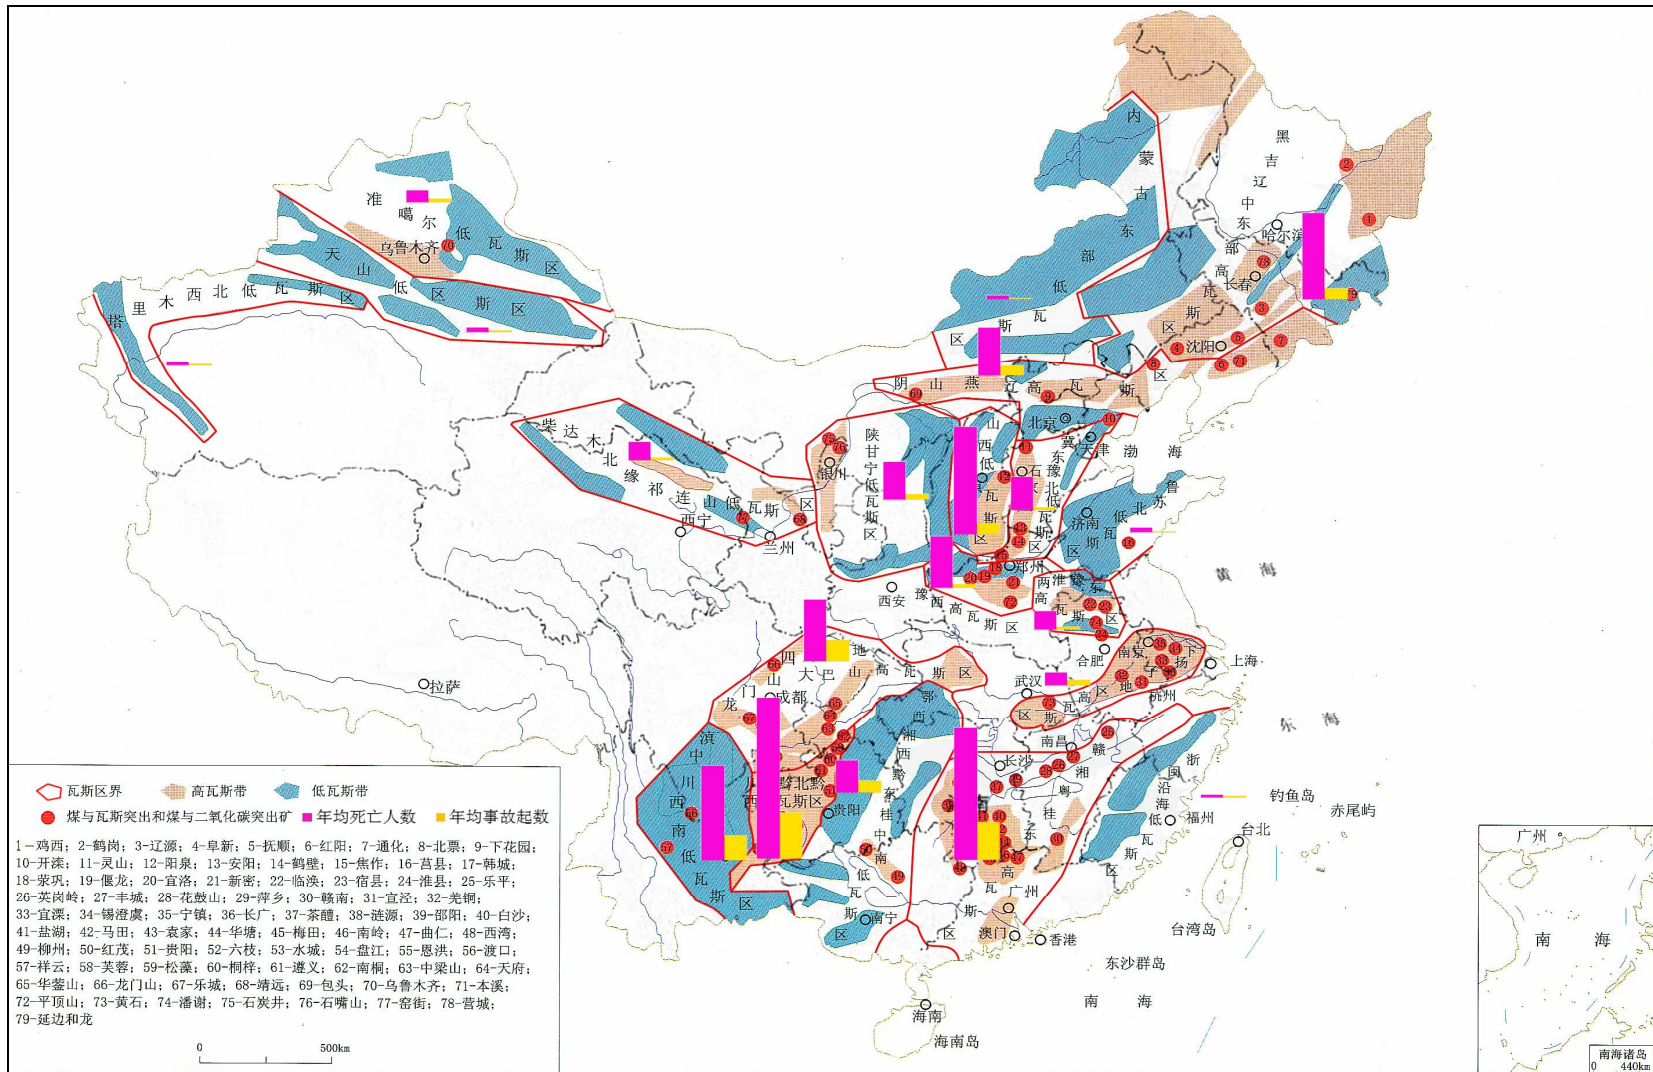 内蒙古东部低瓦斯区
黑吉辽中东部高瓦斯区
准噶尔低瓦斯区
乌鲁木齐
天山低瓦斯区
塔里木西北低瓦斯区
哈尔滨
长春
沈阳
阴山燕辽高瓦斯区
柴达木北缘祁连山低瓦斯区
西宁
兰州
银川
陕甘宁低瓦斯区
山西低瓦斯区
北京
天津
渤海
冀东豫北低瓦斯区
鲁苏北低瓦斯区
济南
郑州
西安
豫西高瓦斯区
两淮豫东高瓦斯区
黄海
合肥
南京
上海
下扬子地区
杭州
武汉
高瓦斯区
东海
拉萨
四川
龙门山大巴山地高瓦斯区
成都
鄂西湘西黔东桂中南低瓦斯区
滇中川西南低瓦斯区
黔北黔
瓦斯区
贵阳
南昌
长沙
赣湘粤桂东高瓦斯区
浙闽沿海低瓦斯区
福州
钓鱼岛
赤尾屿
台北
台湾岛
南宁
广州
澳门
香港
东沙群岛
南海
海南
海南岛
瓦斯区界
高瓦斯带
低瓦斯带
煤与瓦斯突出和煤与二氧化碳突出矿
年均死亡人数
年均事故起数
1-鸡西；2-鹤岗；3-辽源；4-阜新；5-抚顺；6-红阳；7-通化；8-北票；9-下花园；
10-开滦；11-灵山；12-阳泉；13-安阳；14-鹤壁；15-焦作；16-莒县；17-韩城；
18-荥巩；19-偃龙；20-宜洛；21-新密；22-临涣；23-宿县；24-淮县；25-乐平；
26-英岗岭；27-丰城；28-花鼓山；29-萍乡；30-赣南；31-宣泾；32-羌铜；
33-宜溧；34-锡澄虞；35-宁镇；36-长广；37-茶醴；38-涟源；39-邵阳；40-白沙；
41-盐湖；42-马田；43-袁家；44-华塘；45-梅田；46-南岭；47-曲仁；48-西湾；
49-柳州；50-红茂；51-贵阳；52-六枝；53-水城；54-盘江；55-恩洪；56-渡口；
57-祥云；58-芙蓉；59-松藻；60-桐梓；61-遵义；62-南桐；63-中梁山；64-天府；
65-华蓥山；66-龙门山；67-乐城；68-靖远；69-包头；70-乌鲁木齐；71-本溪；
72-平顶山；73-黄石；74-潘谢；75-石炭井；76-石嘴山；77-窑街；78-营城；
79-延边和龙
0 500km
广州
南海
南海诸岛
0 440km